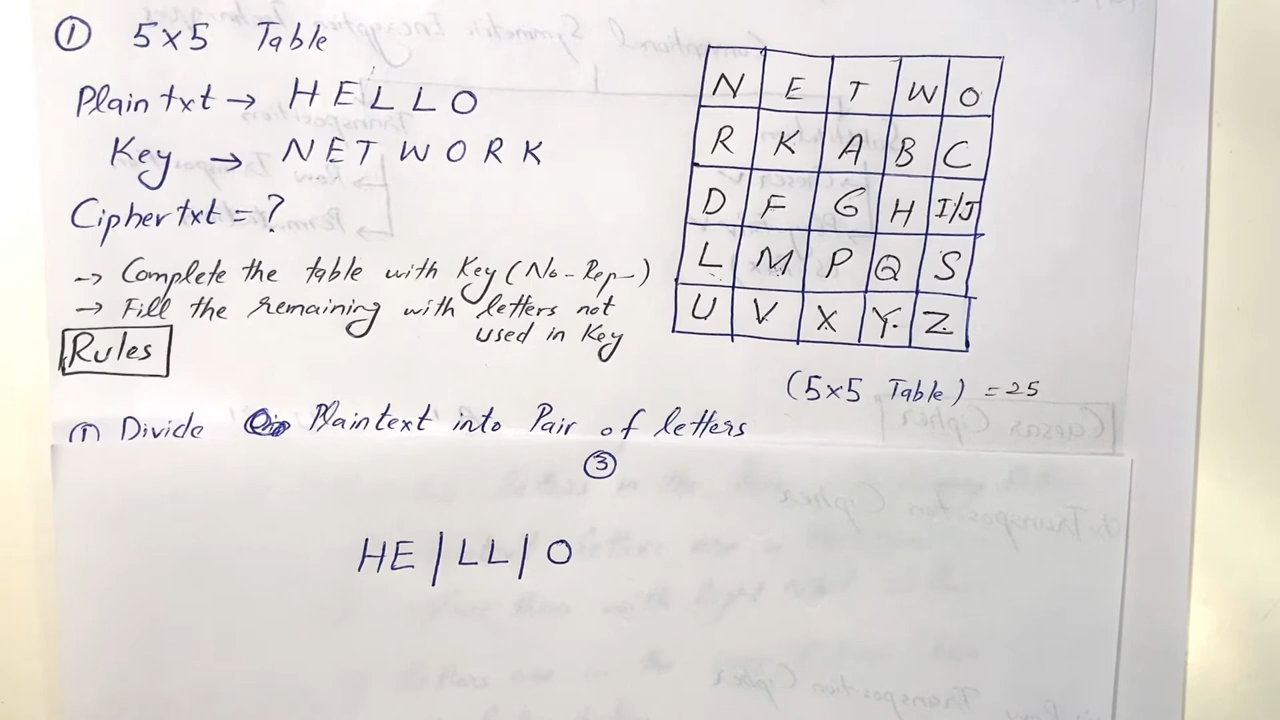 ① 5x5 Table
Plain txt → HELLO
Key → NETWORK
Ciphertxt = ?
→ Complete the table with Key (No-Rep-)
→ Fill the remaining with letters not
used in Key
Rules
N E T W O
R K A B C
D F G H I/J
L M P Q S
U V X Y Z
(5x5 Table) = 25
① Divide Plaintext into Pair of letters
③
HE | LL | O